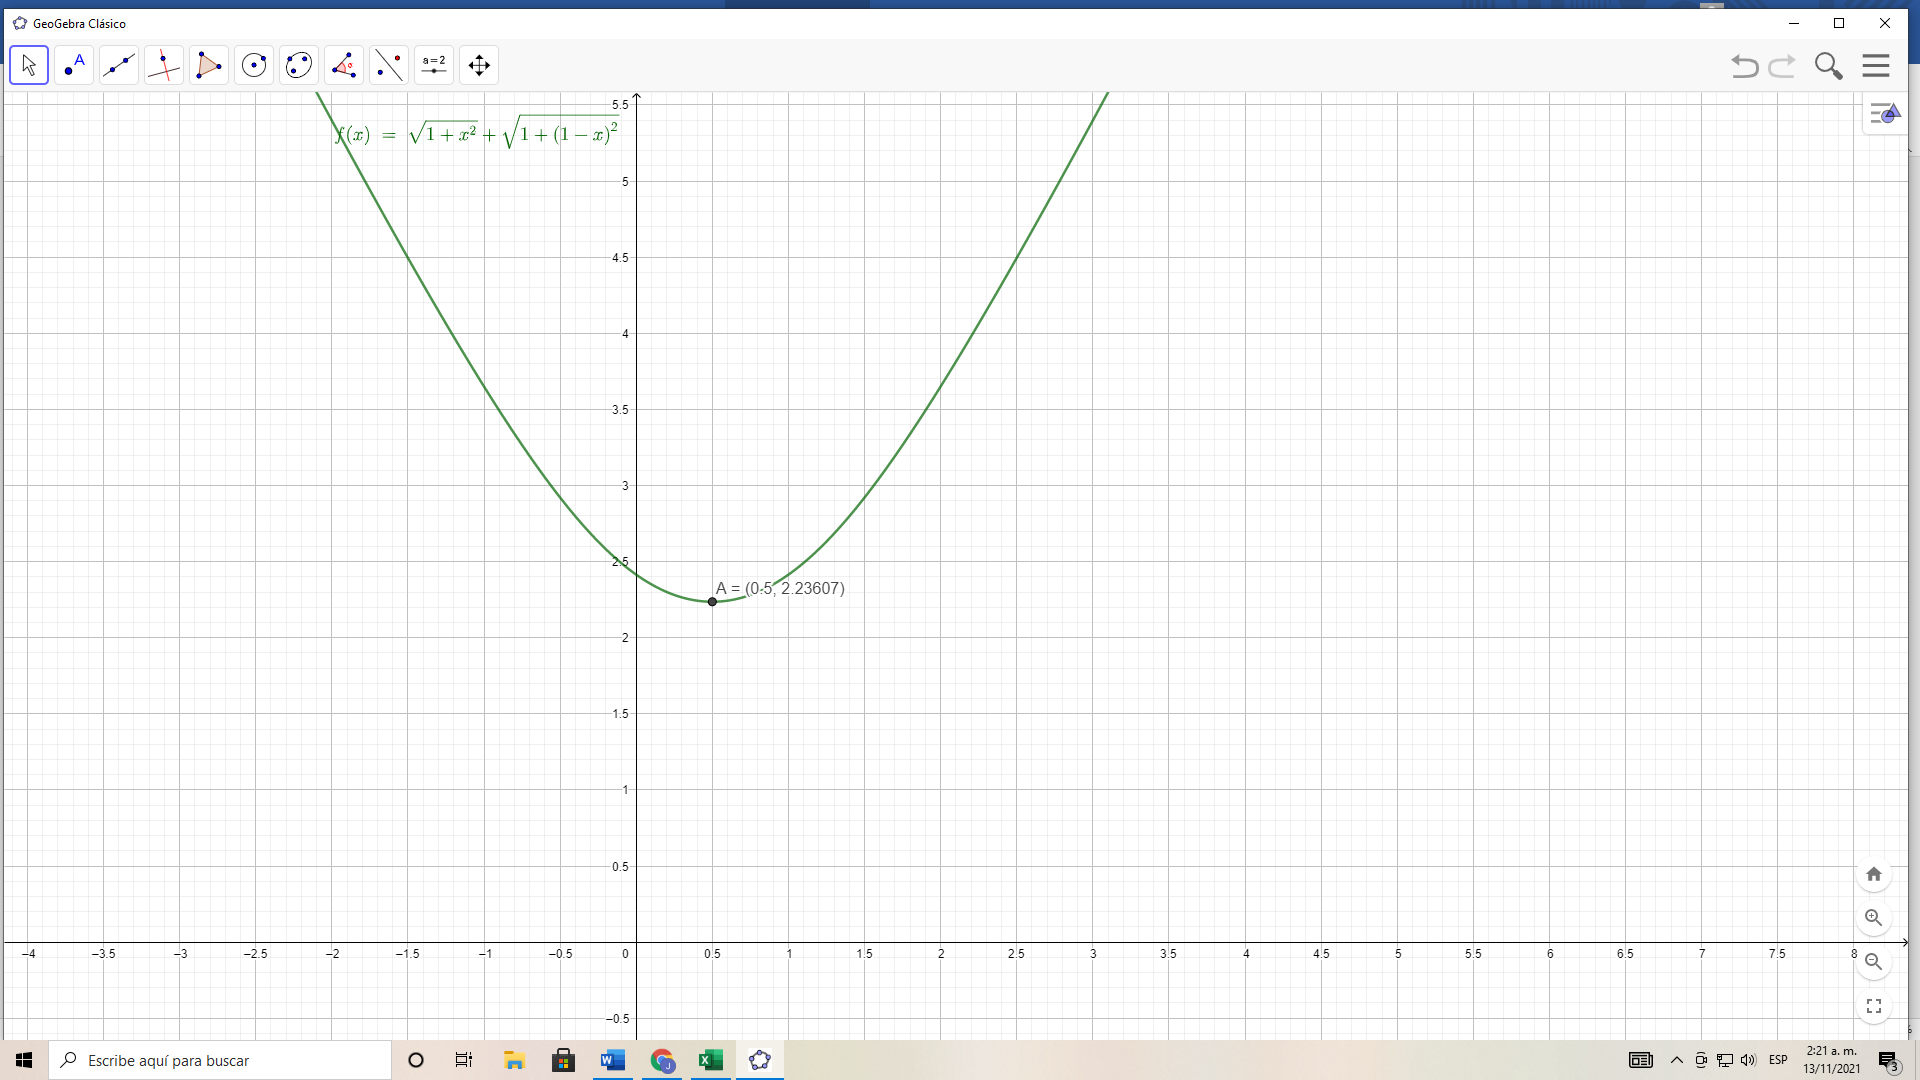 GeoGebra Clásico
A
a=2
f(x) = √1 + x² + √1 + (1 − x)²
5.5
5
4.5
4
3.5
3
2.5
A = (0.5, 2.23607)
2
1.5
1
0.5
–4 –3.5 –3 –2.5 –2 –1.5 –1 –0.5 0 0.5 1 1.5 2 2.5 3 3.5 4 4.5 5 5.5 6 6.5 7 7.5 8
–0.5
Escribe aquí para buscar
W
J
X
ESP
2:21 a. m.
13/11/2021
3